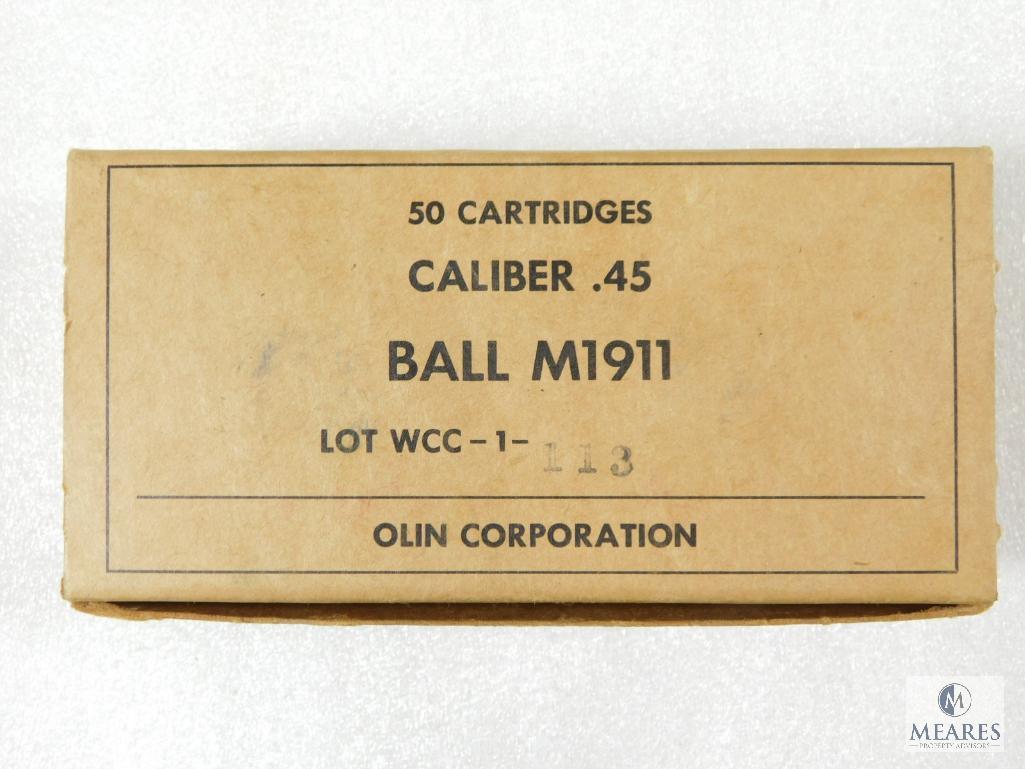 50 CARTRIDGES
CALIBER .45
BALL M1911
LOT WCC-1-113
OLIN CORPORATION
M
MEARES
PROPERTY ADVISORS